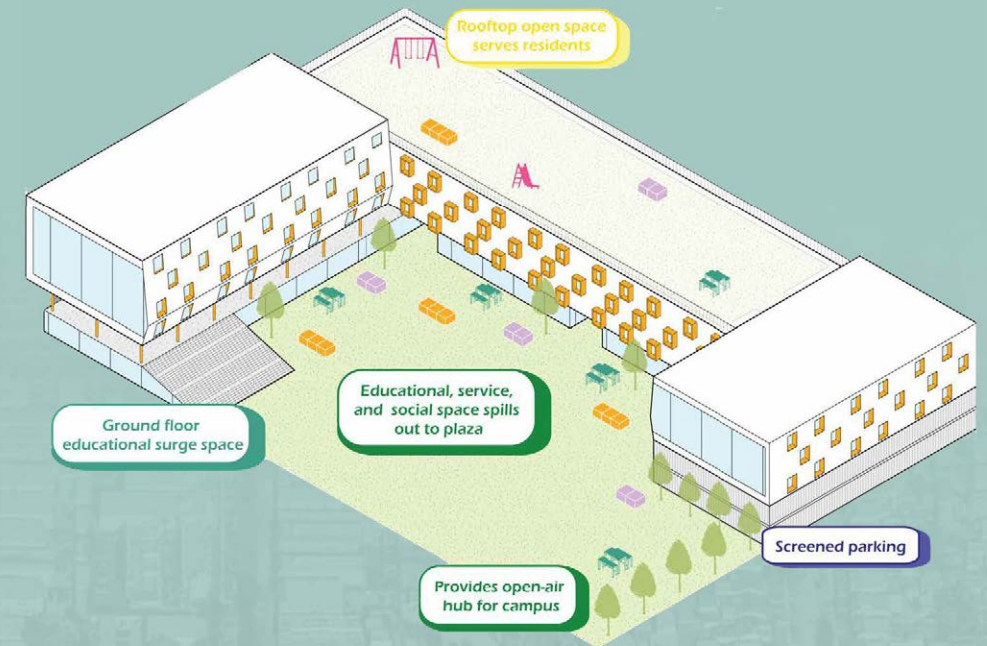 Rooftop open space
serves residents
Educational, service,
and social space spills
out to plaza
Ground floor
educational surge space
Screened parking
Provides open-air
hub for campus